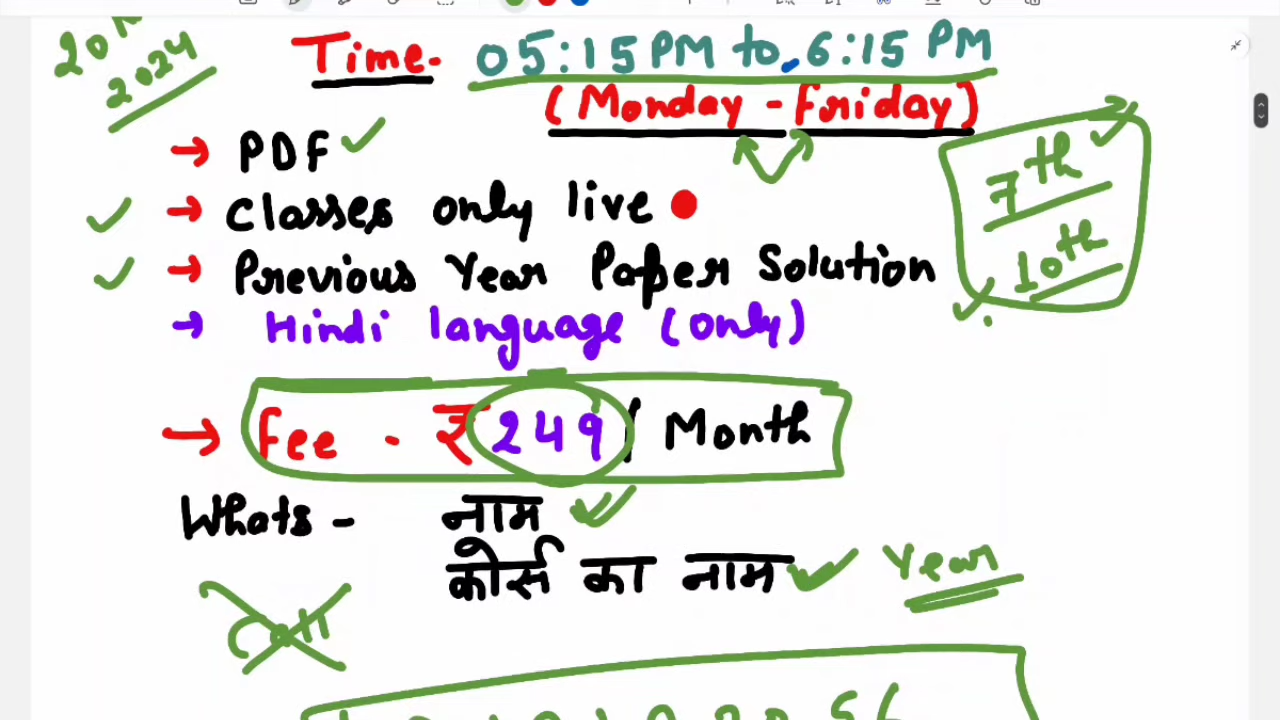 2024
Time- 05:15 PM to 6:15 PM
(Monday - Friday)
→ PDF ✓
✓ → Classes only live
✓ → Previous Year Paper Solution
→ Hindi language (only)
7th ✓
10th
→ Fee - ₹ 249 / Month
Whats - नाम ✓
कोर्स का नाम ✓ Year
Call